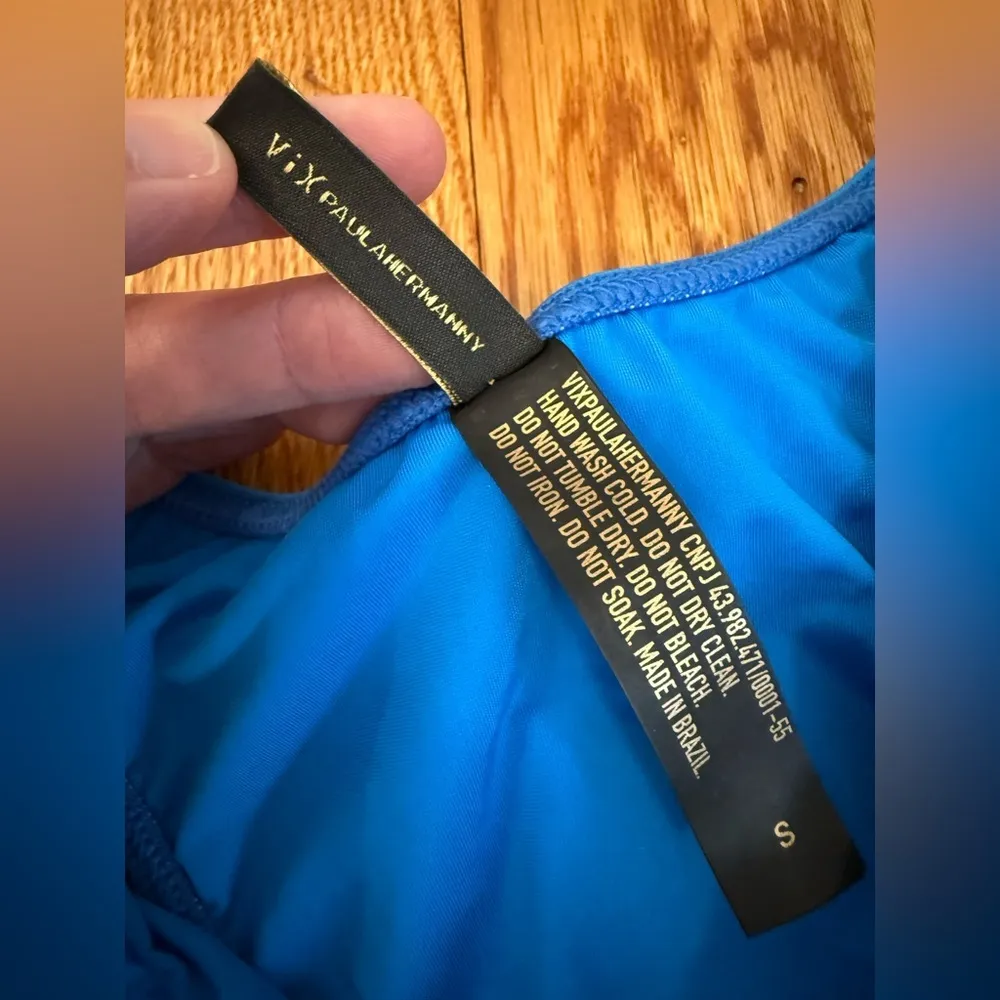 ViX PAULAHERMANNY
VIXPAULAHERMANNY CNPJ 43.982.471/0001-55
HAND WASH COLD. DO NOT DRY CLEAN.
DO NOT TUMBLE DRY. DO NOT BLEACH.
DO NOT IRON. DO NOT SOAK. MADE IN BRAZIL.
S